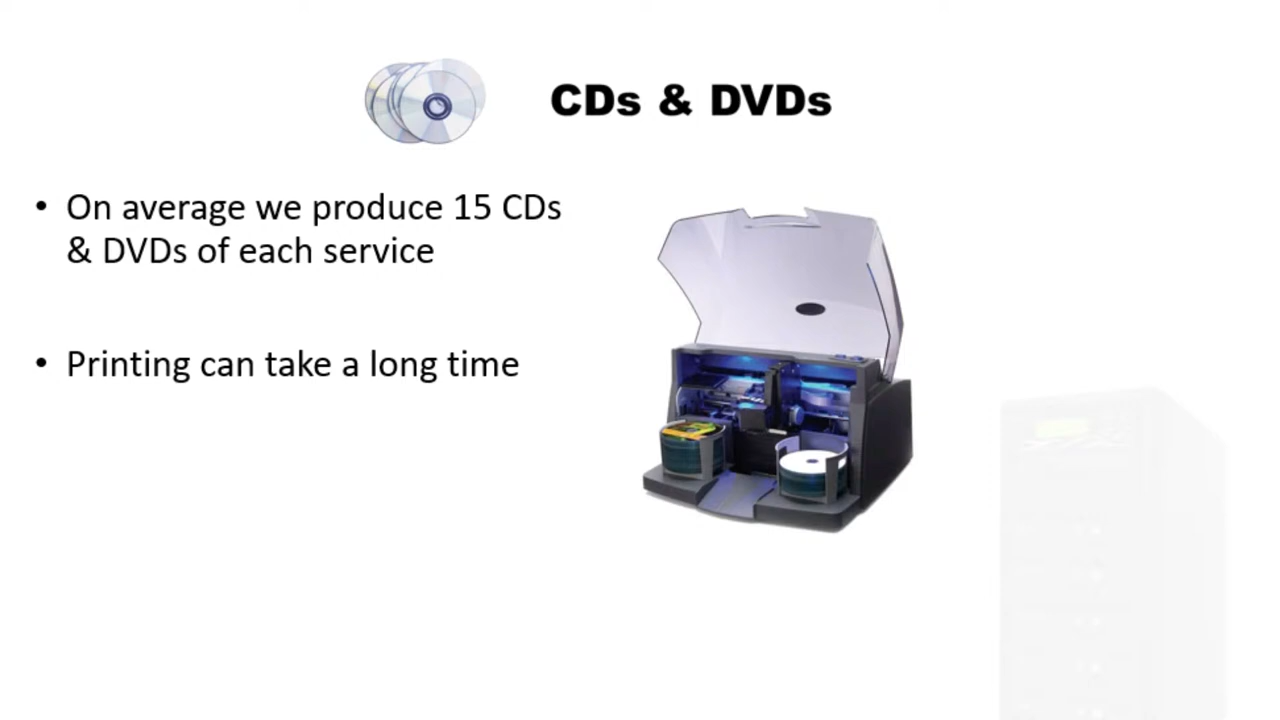 CDs & DVDs
• On average we produce 15 CDs
& DVDs of each service
• Printing can take a long time